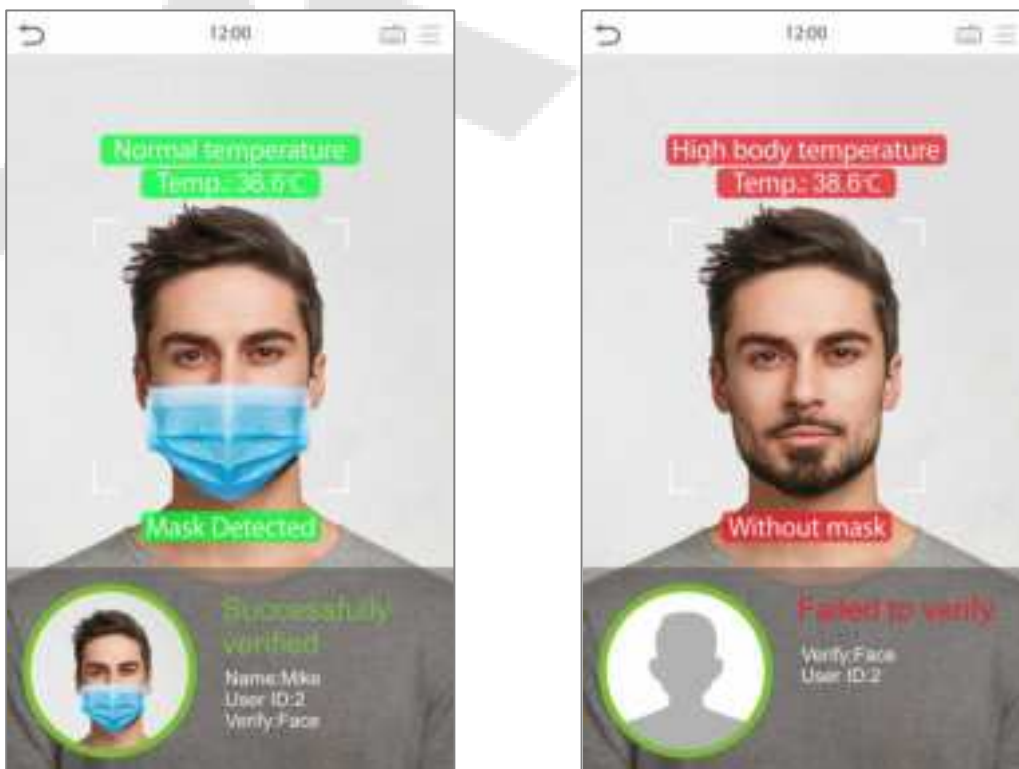 12:00
Normal temperature
Temp.: 36.6°C
Mask Detected
Successfully
verified
Name:Mike
User ID:2
Verify:Face
12:00
High body temperature
Temp.: 38.6°C
Without mask
Failed to verify
Verify:Face
User ID:2